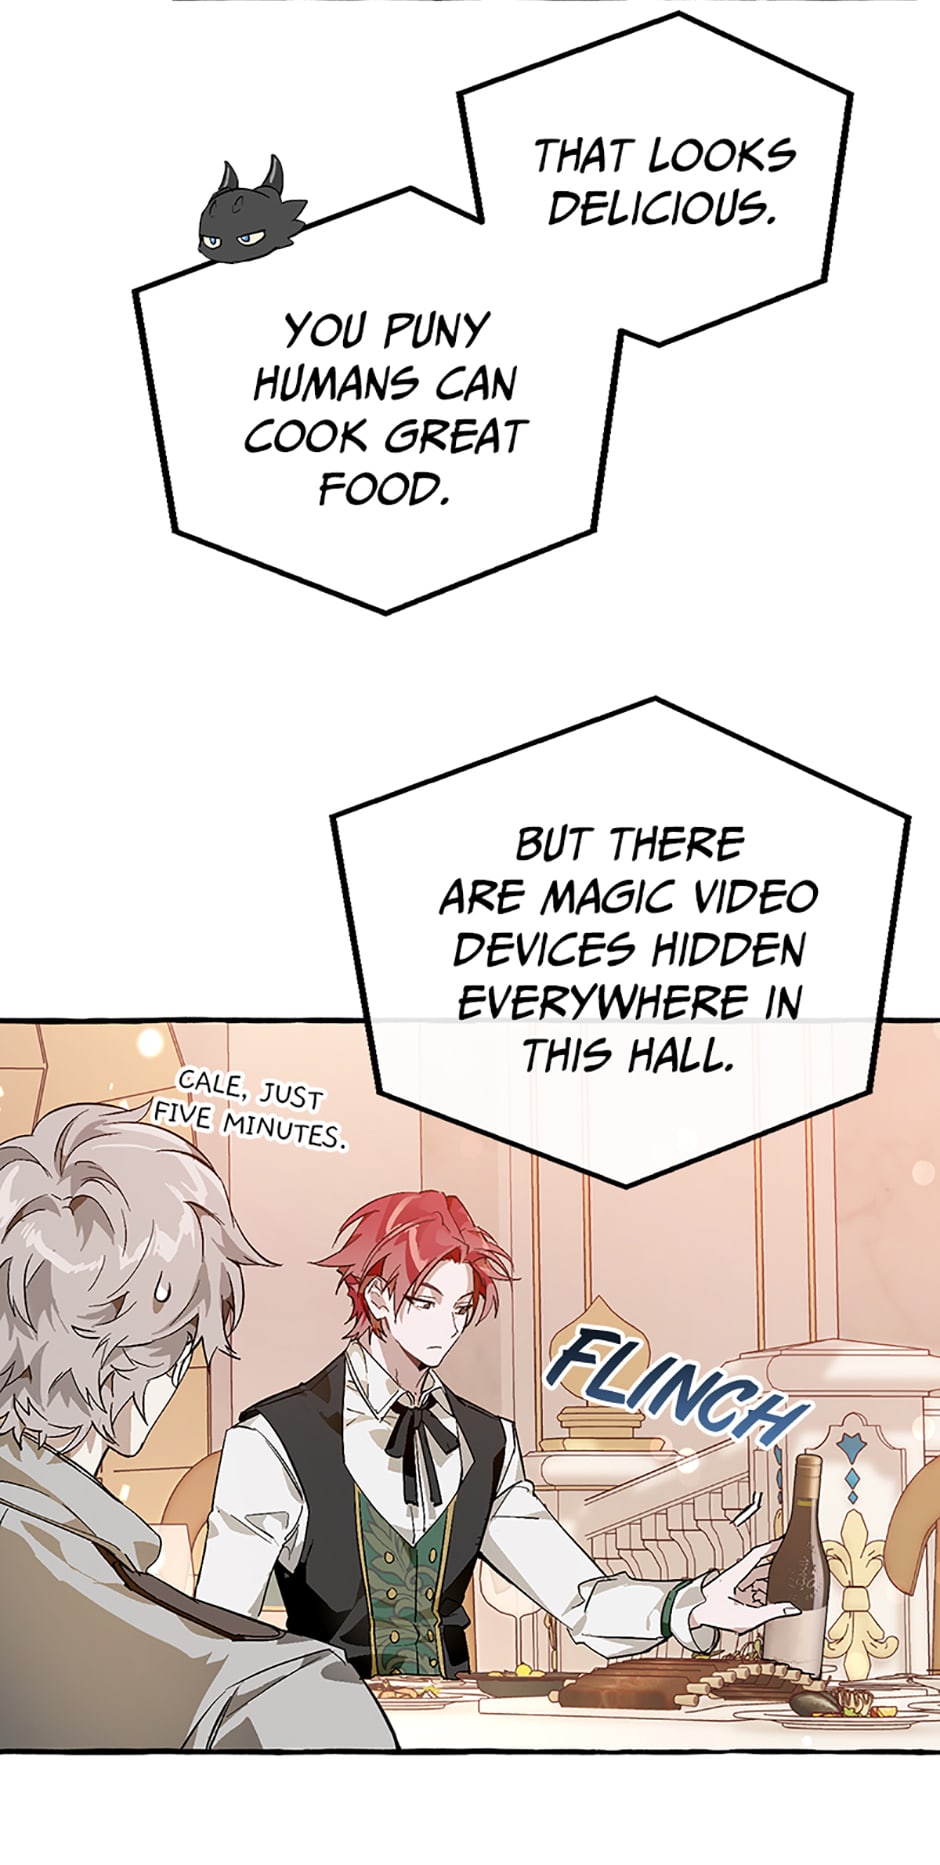 THAT LOOKS
DELICIOUS.
YOU PUNY
HUMANS CAN
COOK GREAT
FOOD.
BUT THERE
ARE MAGIC VIDEO
DEVICES HIDDEN
EVERYWHERE IN
THIS HALL.
CALE, JUST
FIVE MINUTES.
FLINCH